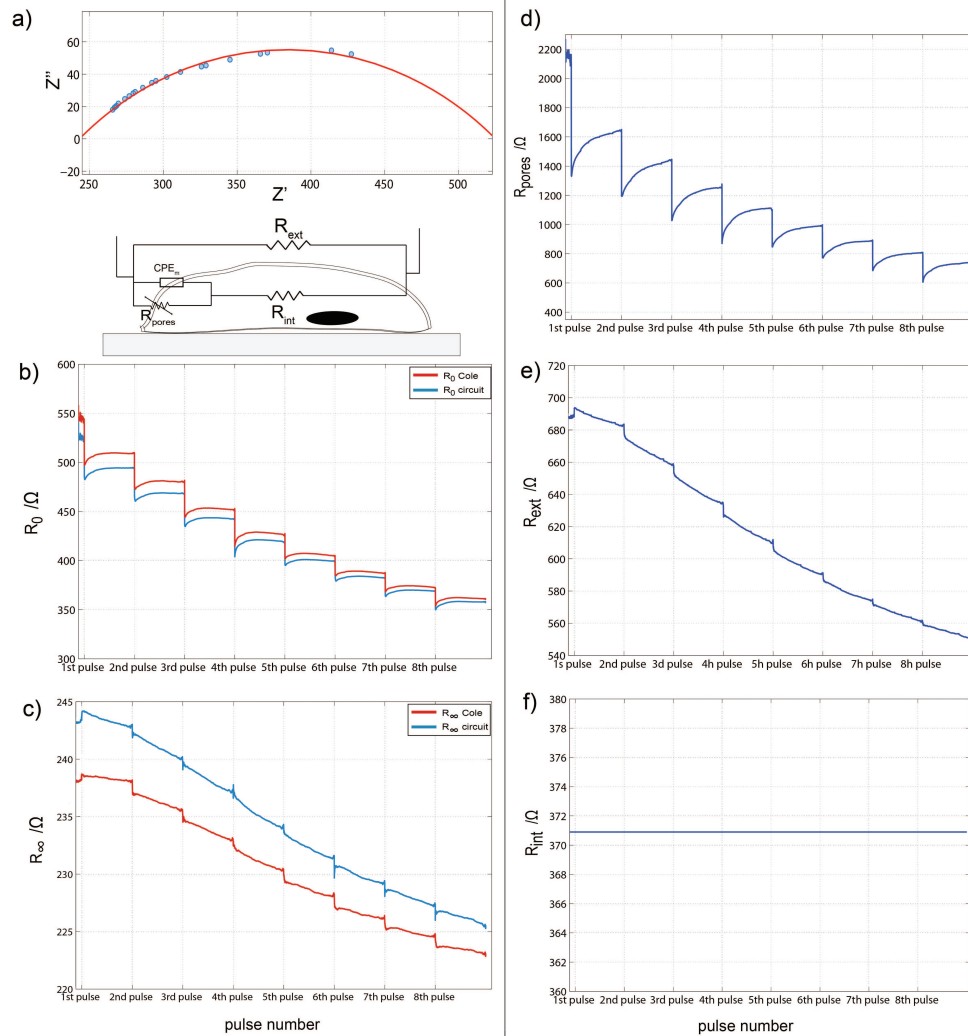 a)
Z''
60
40
20
0
−20
250
300
350
400
450
500
Z'
R_ext
CPE_m
R_pores
R_int
b)
R_0 Cole
R_0 circuit
R_0 /Ω
600
550
500
450
400
350
300
1st pulse 2nd pulse 3rd pulse 4th pulse 5th pulse 6th pulse 7th pulse 8th pulse
c)
R_∞ Cole
R_∞ circuit
R_∞ /Ω
245
240
235
230
225
220
1st pulse 2nd pulse 3rd pulse 4th pulse 5th pulse 6th pulse 7th pulse 8th pulse
pulse number
d)
R_pores /Ω
2200
2000
1800
1600
1400
1200
1000
800
600
400
1st pulse 2nd pulse 3rd pulse 4th pulse 5th pulse 6th pulse 7th pulse 8th pulse
e)
R_ext /Ω
720
700
680
660
640
620
600
580
560
540
1s pulse 2nd pulse 3rd pulse 4h pulse 5th pulse 6th pulse 7th pulse 8th pulse
f)
R_int /Ω
380
378
376
374
372
370
368
366
364
362
360
1st pulse 2nd pulse 3rd pulse 4th pulse 5th pulse 6th pulse 7th pulse 8th pulse
pulse number